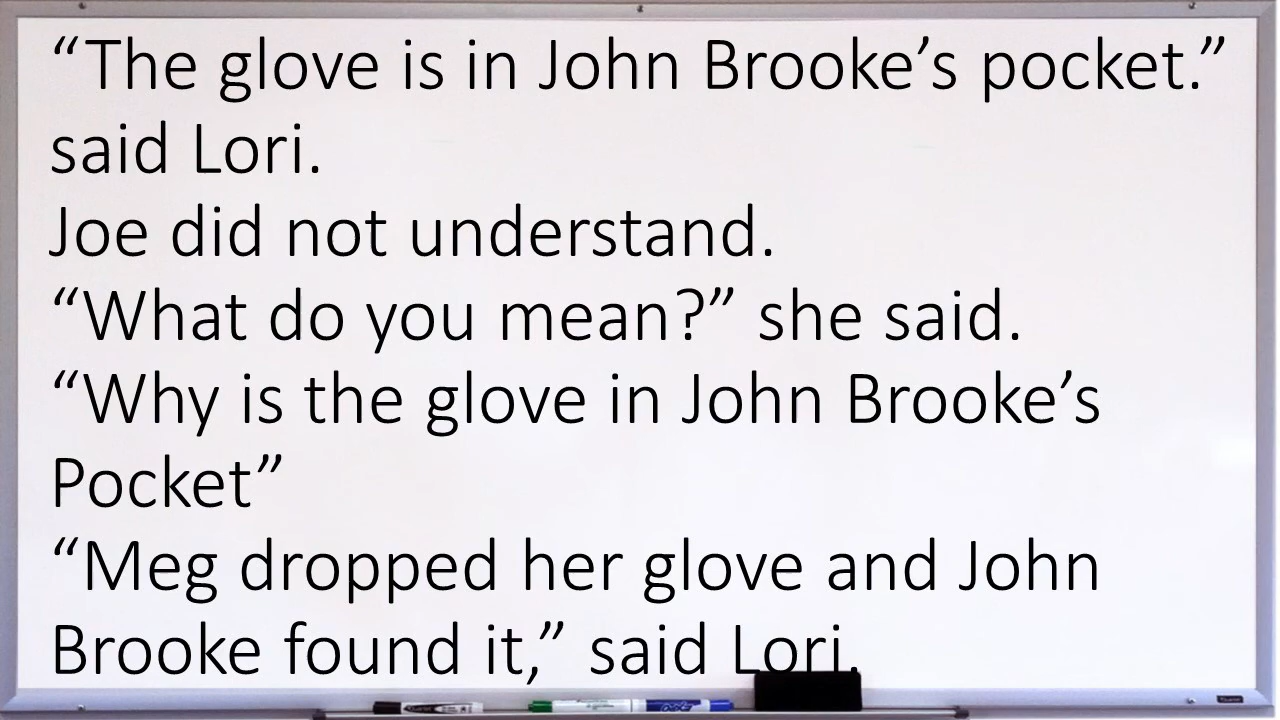 “The glove is in John Brooke’s pocket.”
said Lori.
Joe did not understand.
“What do you mean?” she said.
“Why is the glove in John Brooke’s
Pocket”
“Meg dropped her glove and John
Brooke found it,” said Lori.